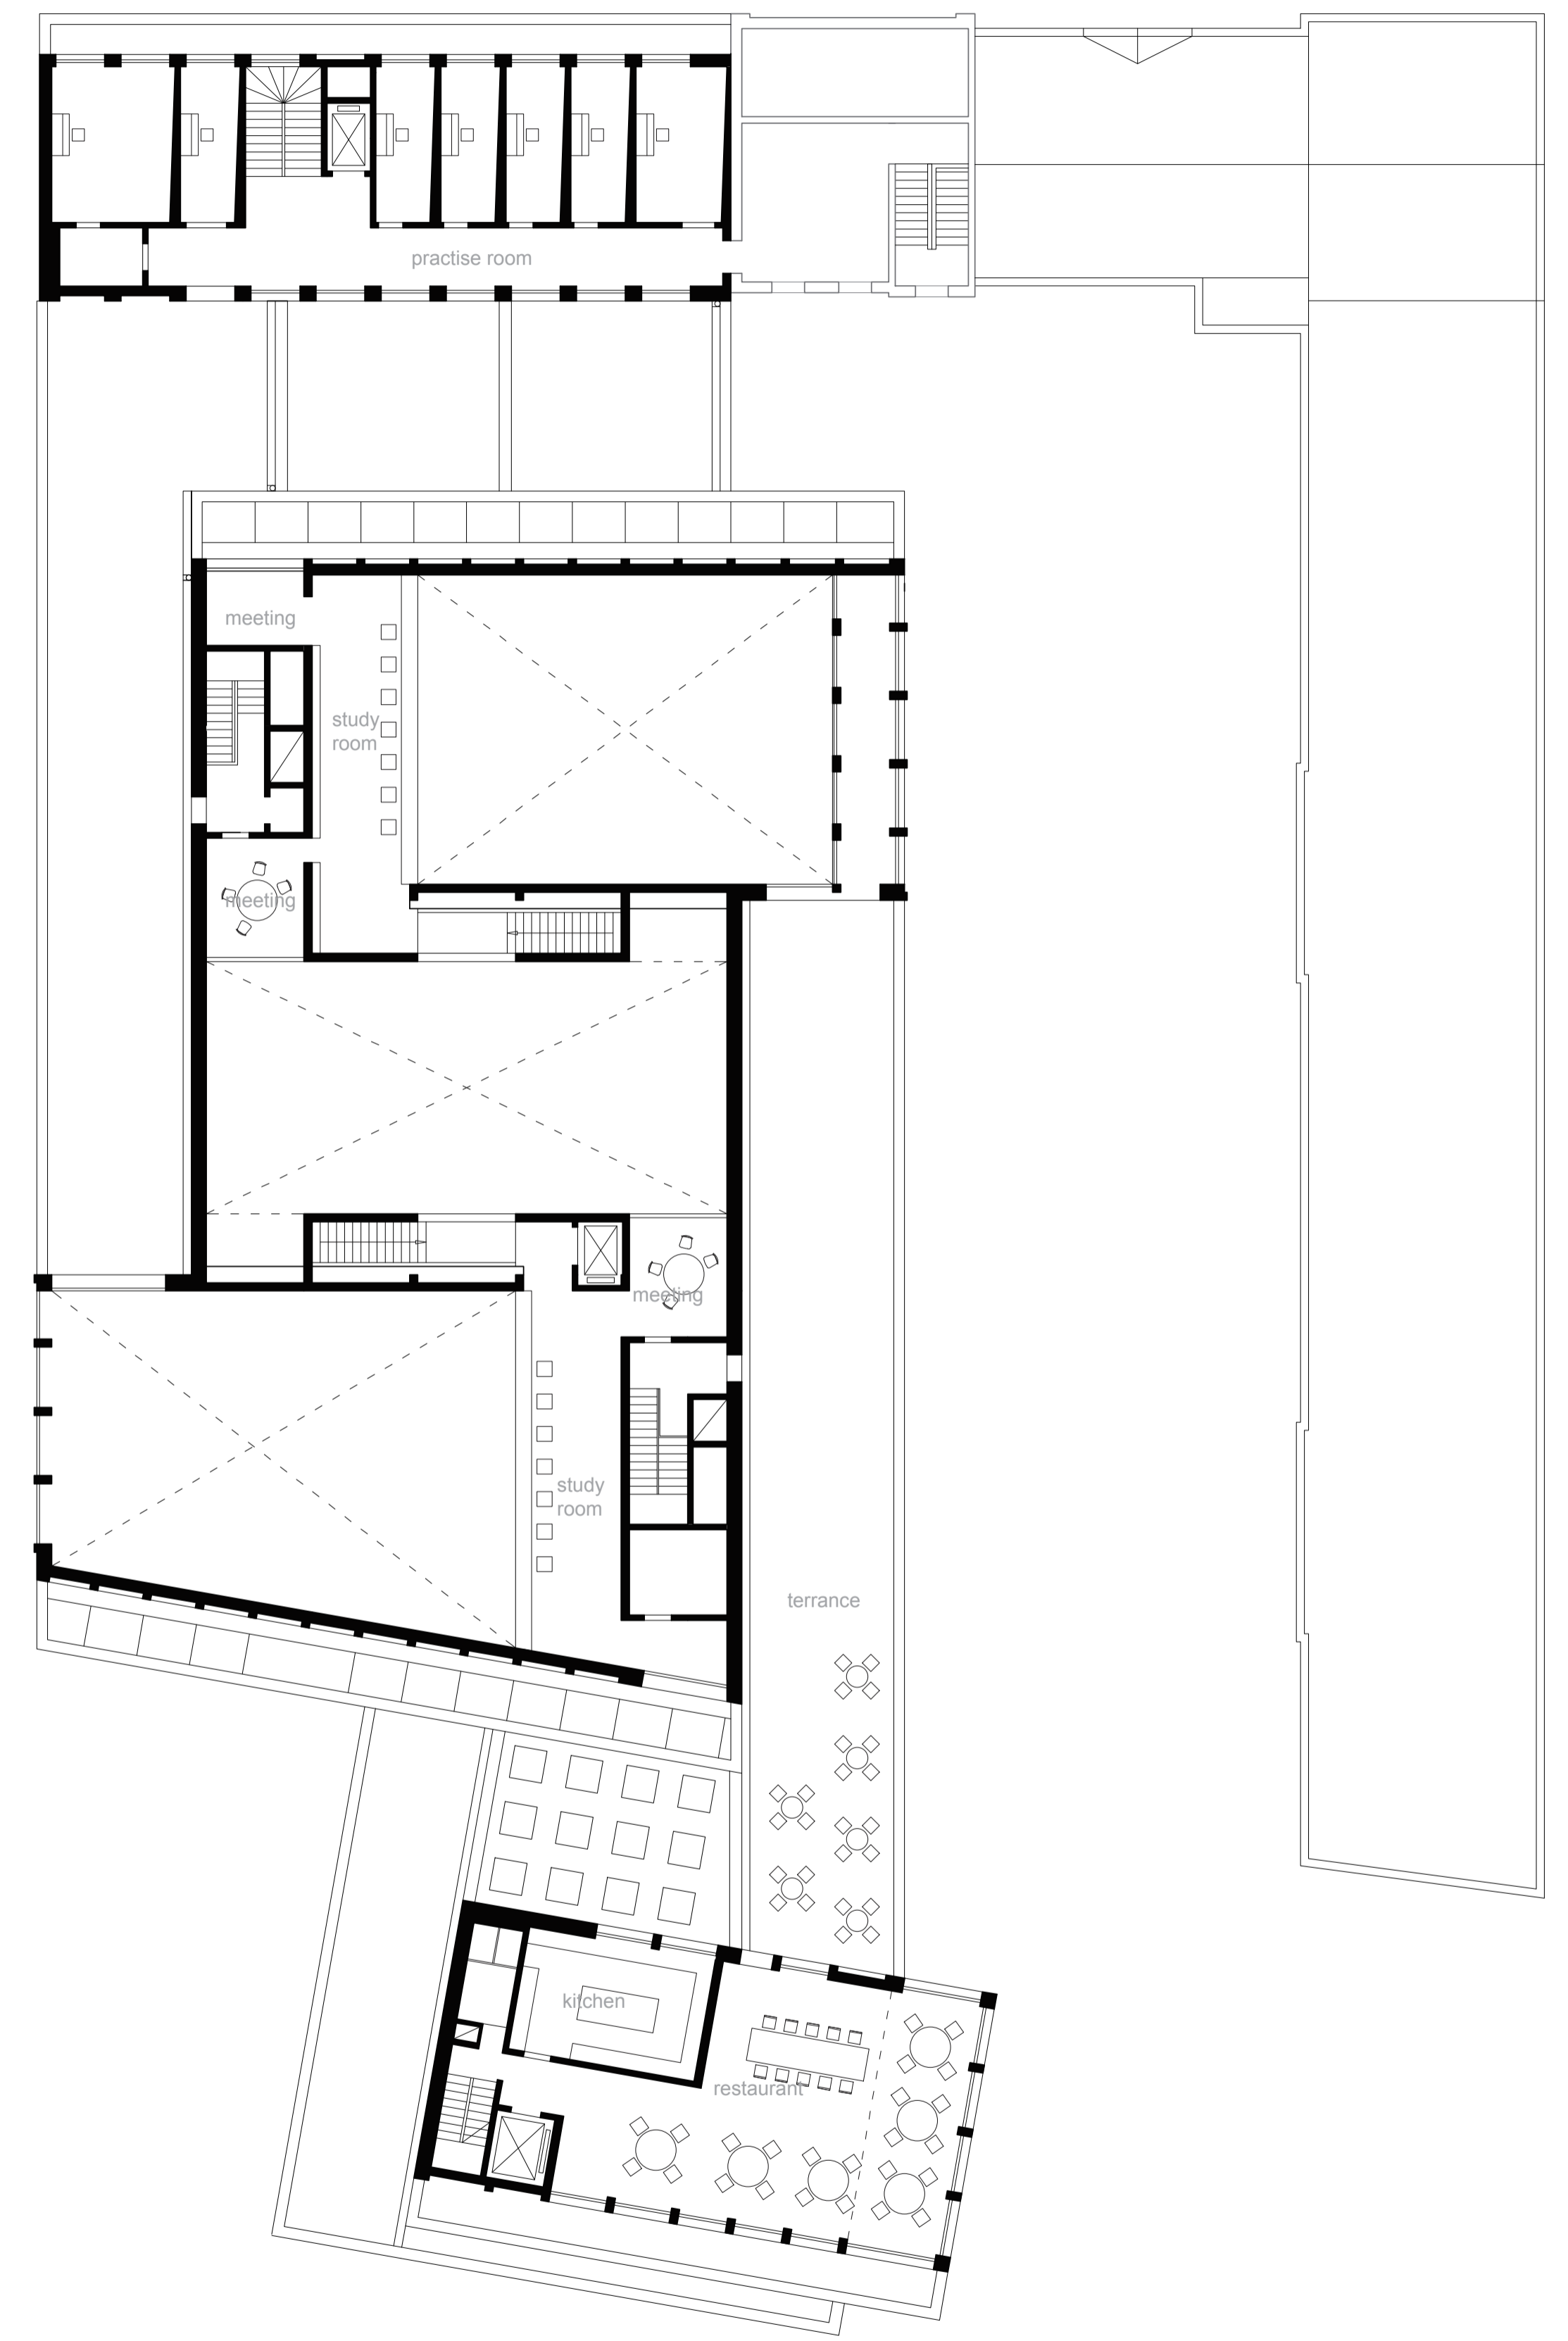 practise room
meeting
study
room
meeting
meeting
study
room
terrance
kitchen
restaurant